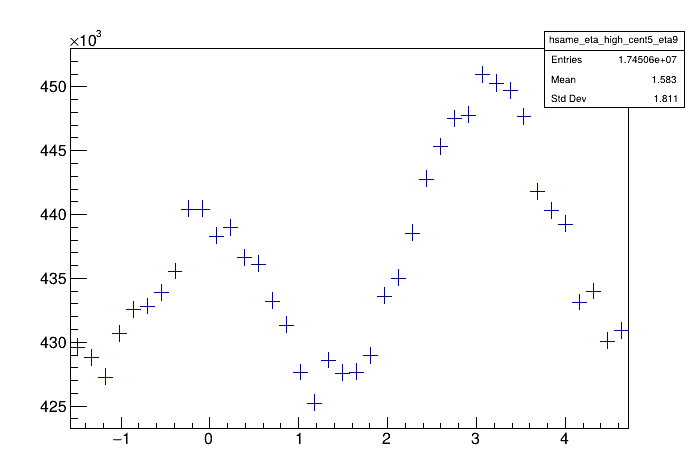 ×10³
hsame_eta_high_cent5_eta9
Entries 1.74506e+07
Mean 1.583
Std Dev 1.811
450
445
440
435
430
425
−1 0 1 2 3 4